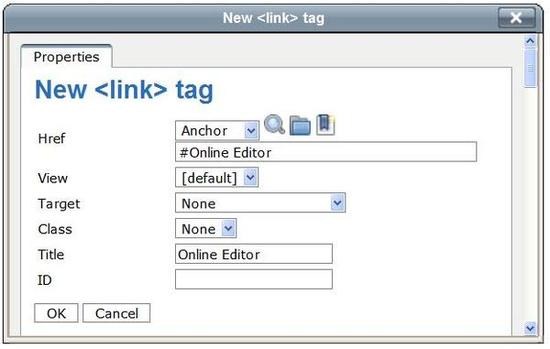 New <link> tag
Properties
New <link> tag
Href
Anchor
#Online Editor
View
[default]
Target
None
Class
None
Title
Online Editor
ID
OK
Cancel